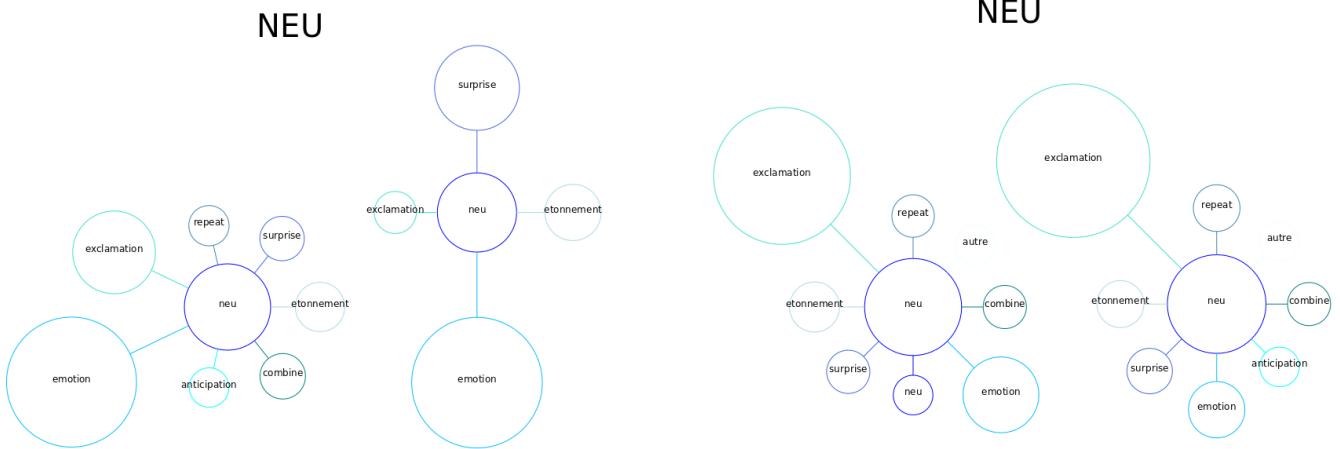 NEU
surprise
exclamation
neu
etonnement
repeat
surprise
exclamation
neu
etonnement
emotion
anticipation
combine
emotion
NEU
exclamation
repeat
autre
etonnement
neu
combine
surprise
neu
emotion
exclamation
repeat
autre
etonnement
neu
combine
surprise
anticipation
emotion